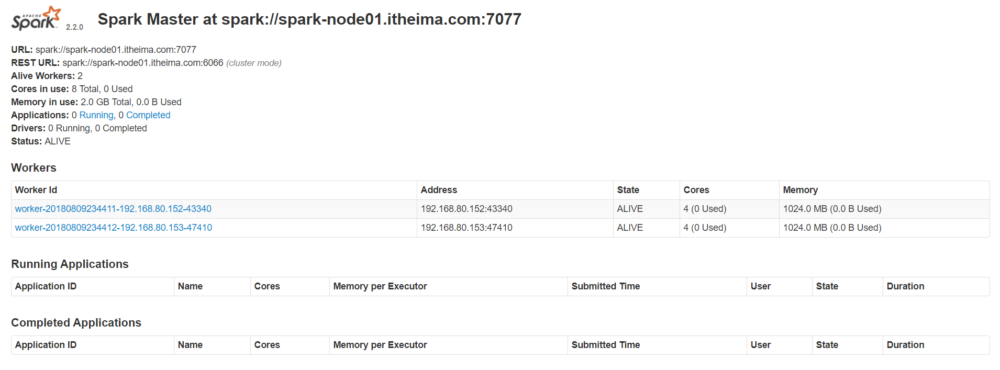 APACHE
Spark 2.2.0 Spark Master at spark://spark-node01.itheima.com:7077
URL: spark://spark-node01.itheima.com:7077
REST URL: spark://spark-node01.itheima.com:6066 (cluster mode)
Alive Workers: 2
Cores in use: 8 Total, 0 Used
Memory in use: 2.0 GB Total, 0.0 B Used
Applications: 0 Running, 0 Completed
Drivers: 0 Running, 0 Completed
Status: ALIVE
Workers
Worker Id Address State Cores Memory
worker-20180809234411-192.168.80.152-43340 192.168.80.152:43340 ALIVE 4 (0 Used) 1024.0 MB (0.0 B Used)
worker-20180809234412-192.168.80.153-47410 192.168.80.153:47410 ALIVE 4 (0 Used) 1024.0 MB (0.0 B Used)
Running Applications
Application ID Name Cores Memory per Executor Submitted Time User State Duration
Completed Applications
Application ID Name Cores Memory per Executor Submitted Time User State Duration